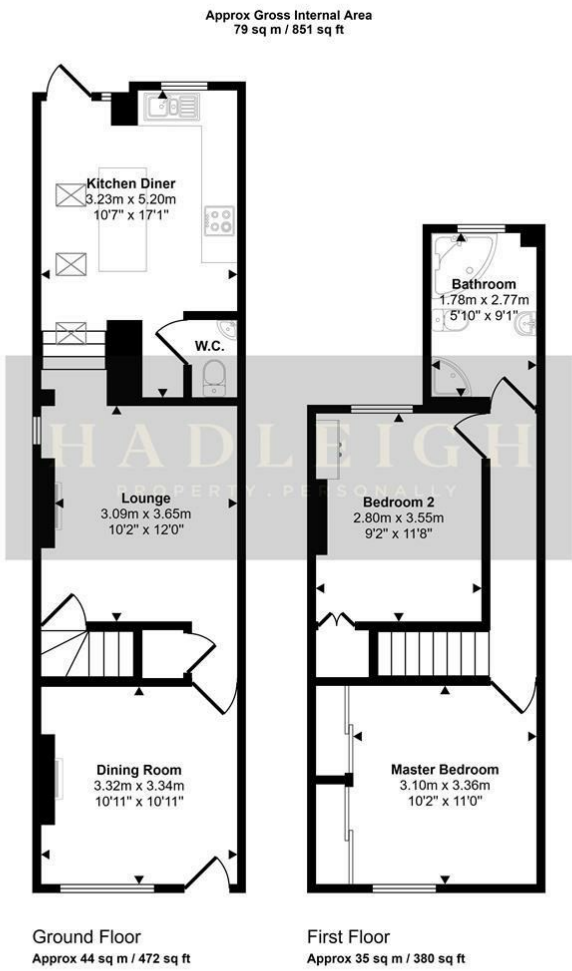 Approx Gross Internal Area
79 sq m / 851 sq ft
Kitchen Diner
3.23m x 5.20m
10'7" x 17'1"
W.C.
Bathroom
1.78m x 2.77m
5'10" x 9'1"
HADLEIGH
PROPERTY . PERSONALLY
Lounge
3.09m x 3.65m
10'2" x 12'0"
Bedroom 2
2.80m x 3.55m
9'2" x 11'8"
Dining Room
3.32m x 3.34m
10'11" x 10'11"
Master Bedroom
3.10m x 3.36m
10'2" x 11'0"
Ground Floor
Approx 44 sq m / 472 sq ft
First Floor
Approx 35 sq m / 380 sq ft